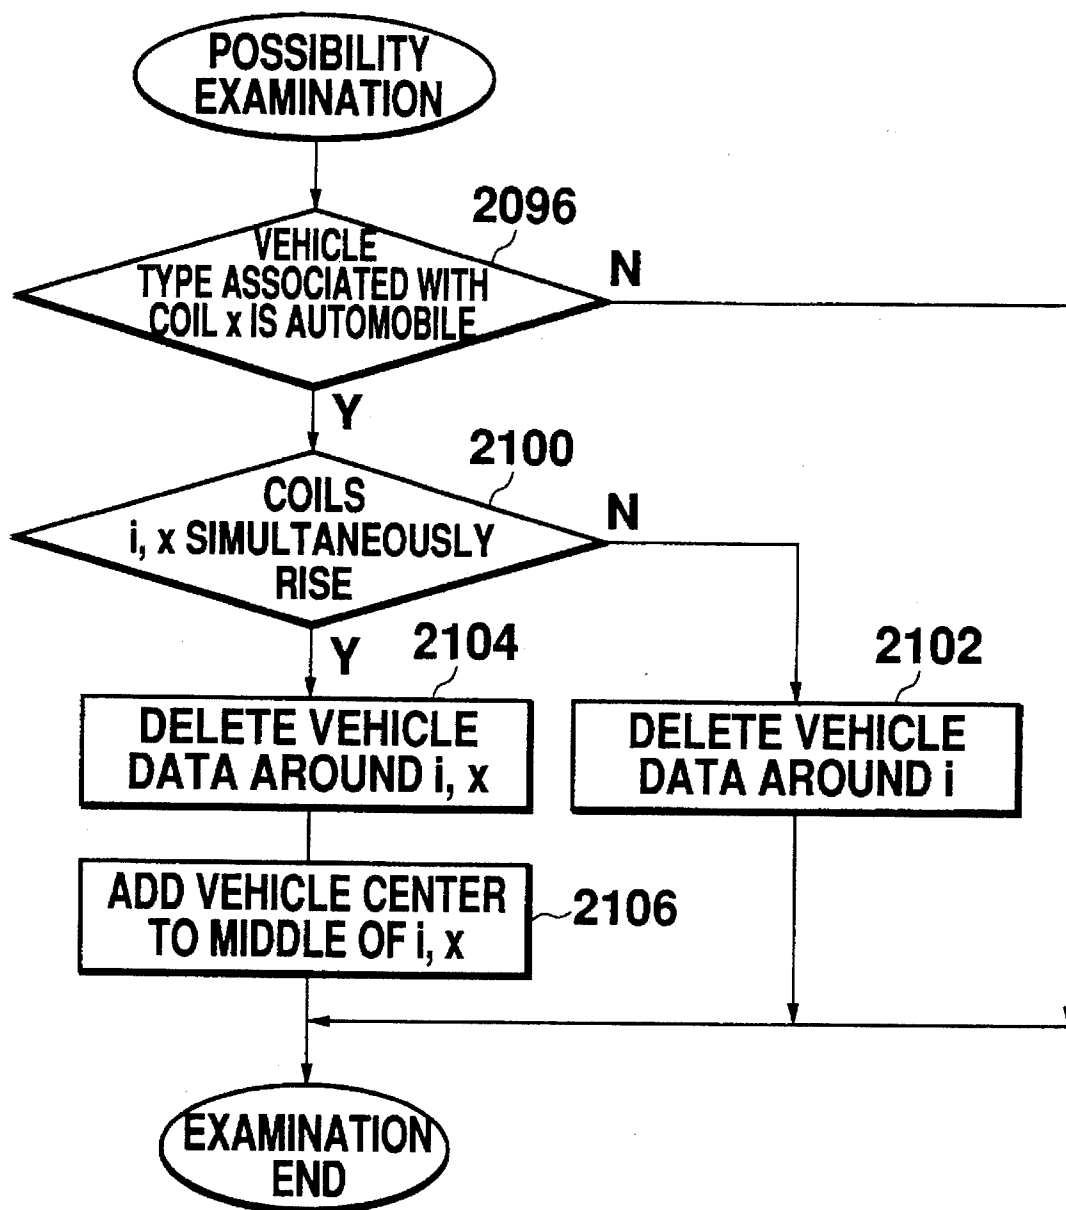 POSSIBILITY
EXAMINATION
2096
VEHICLE
TYPE ASSOCIATED WITH
COIL x IS AUTOMOBILE
N
Y
2100
COILS
i, x SIMULTANEOUSLY
RISE
N
Y
2104
DELETE VEHICLE
DATA AROUND i, x
2102
DELETE VEHICLE
DATA AROUND i
ADD VEHICLE CENTER
TO MIDDLE OF i, x
2106
EXAMINATION
END